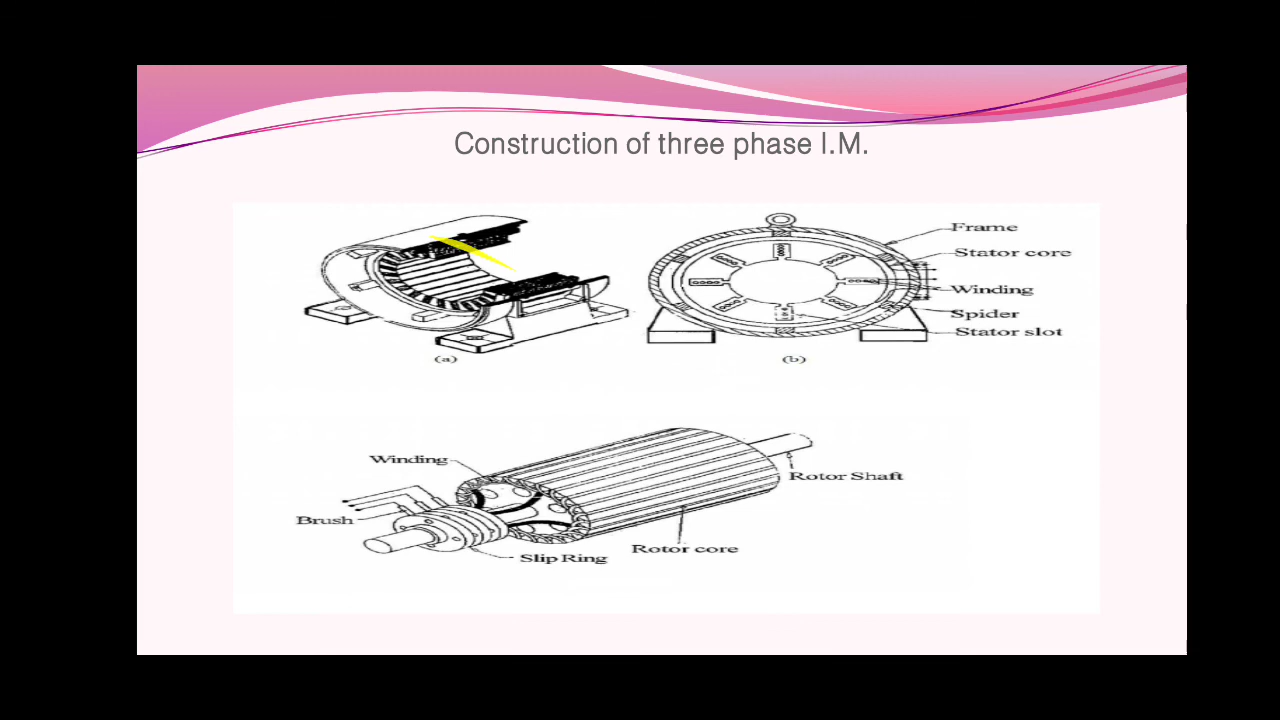 Construction of three phase I.M.
Frame
Stator core
Winding
Spider
Stator slot
(a)
(b)
Winding
Rotor Shaft
Brush
Rotor core
Slip Ring